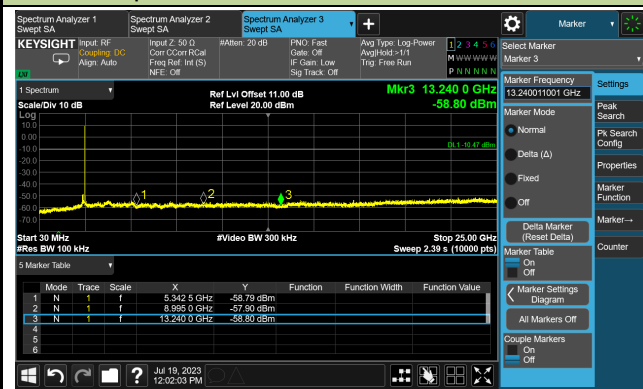 Spectrum Analyzer 1
Swept SA
Spectrum Analyzer 2
Swept SA
Spectrum Analyzer 3
Swept SA
Marker
KEYSIGHT
Input: RF
Coupling: DC
Align: Auto
Input Z: 50 Ω
Corr CCorr RCal
Freq Ref: Int (S)
NFE: Off
#Atten: 20 dB
PNO: Fast
Gate: Off
IF Gain: Low
Sig Track: Off
Avg Type: Log-Power
Avg|Hold:>1/1
Trig: Free Run
1 2 3 4 5 6
M W W W W W
P N N N N N
LXI
Select Marker
Marker 3
1 Spectrum
Scale/Div 10 dB
Ref Lvl Offset 11.00 dB
Ref Level 20.00 dBm
Mkr3 13.240 0 GHz
-58.80 dBm
Log
10.0
0.00
-10.0
-20.0
-30.0
-40.0
-50.0
-60.0
-70.0
DL1 -10.47 dBm
1
2
3
Start 30 MHz
#Res BW 100 kHz
#Video BW 300 kHz
Stop 25.00 GHz
Sweep 2.39 s (10000 pts)
5 Marker Table
Mode Trace Scale X Y Function Function Width Function Value
1 N 1 f 5.342 5 GHz -58.79 dBm
2 N 1 f 8.995 0 GHz -57.90 dBm
3 N 1 f 13.240 0 GHz -58.80 dBm
4
5
6
Marker Frequency
13.240011001 GHz
Marker Mode
Normal
Delta (Δ)
Fixed
Off
Delta Marker
(Reset Delta)
Marker Table
On
Off
Marker Settings
Diagram
All Markers Off
Couple Markers
On
Off
Settings
Peak
Search
Pk Search
Config
Properties
Marker
Function
Marker→
Counter
?
Jul 19, 2023
12:02:03 PM